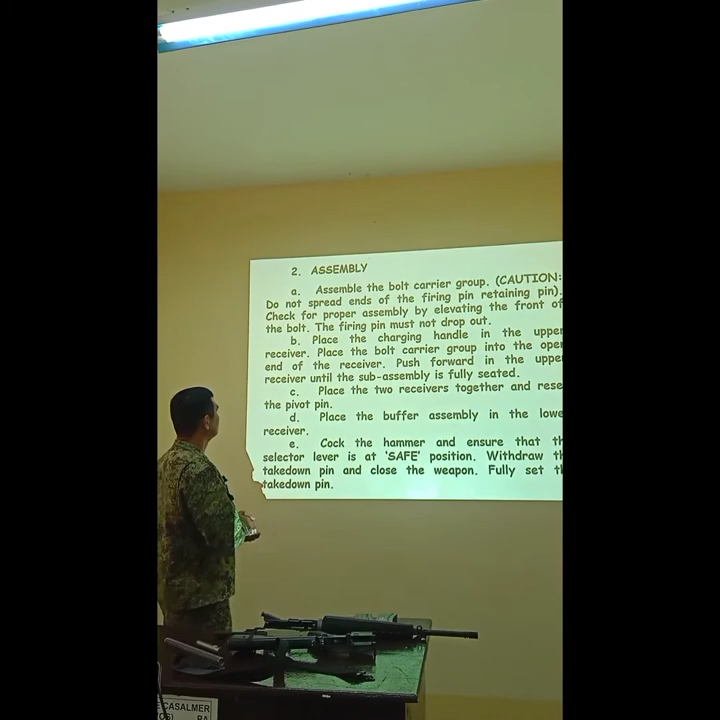 2. ASSEMBLY
a. Assemble the bolt carrier group. (CAUTION:
Do not spread ends of the firing pin retaining pin).
Check for proper assembly by elevating the front of
the bolt. The firing pin must not drop out.
b. Place the charging handle in the upper
receiver. Place the bolt carrier group into the open
end of the receiver. Push forward in the upper
receiver until the sub-assembly is fully seated.
c. Place the two receivers together and rese
the pivot pin.
d. Place the buffer assembly in the lowe
receiver.
e. Cock the hammer and ensure that th
selector lever is at ‘SAFE’ position. Withdraw th
takedown pin and close the weapon. Fully set th
takedown pin.
E CASALMER
OS) PA